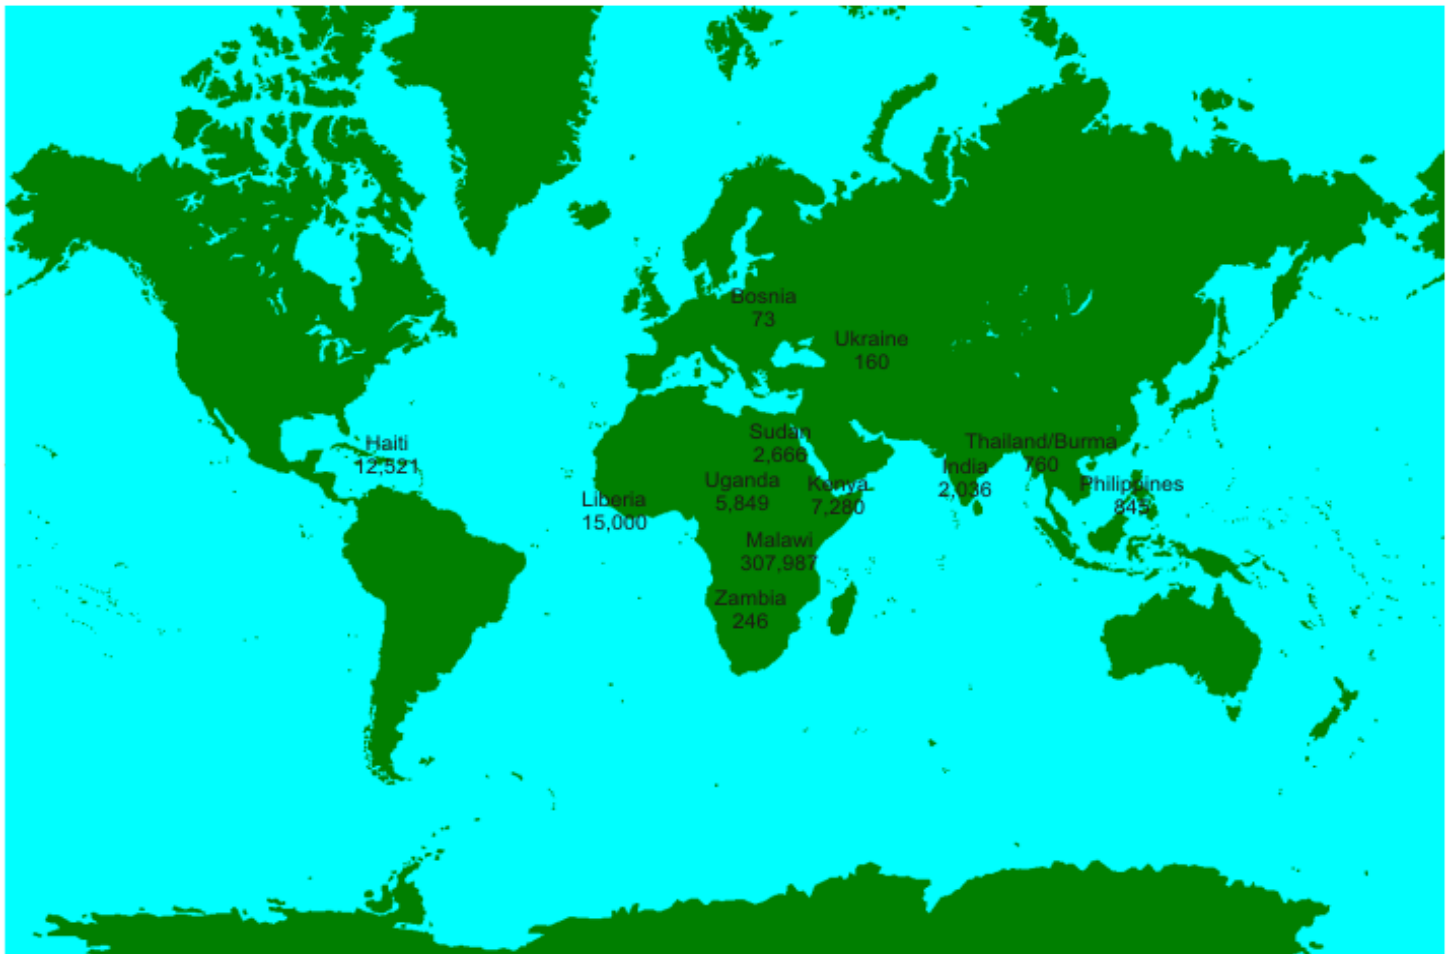 Bosnia
73
Ukraine
160
Haiti
12,521
Sudan
2,666
Thailand/Burma
760
India
2,036
Uganda
5,849
Kenya
7,280
Philippines
845
Liberia
15,000
Malawi
307,987
Zambia
246